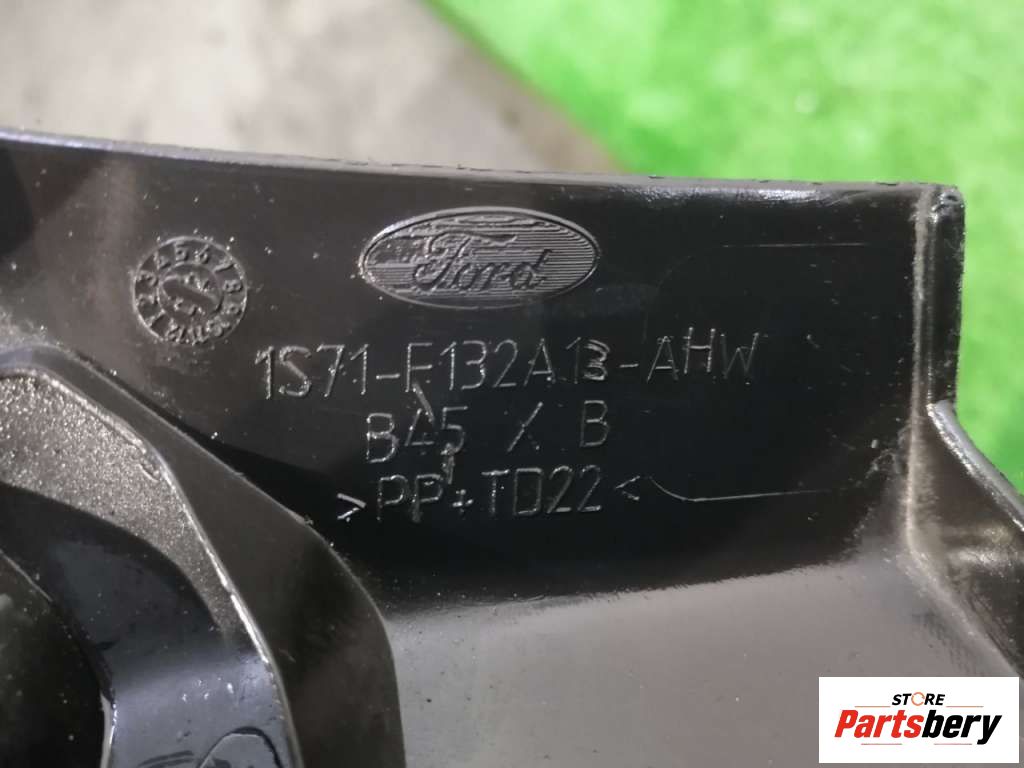 Ford
1S71-F132A13-AHW
B45 X B
>PP+TD22<
STORE
Partsbery